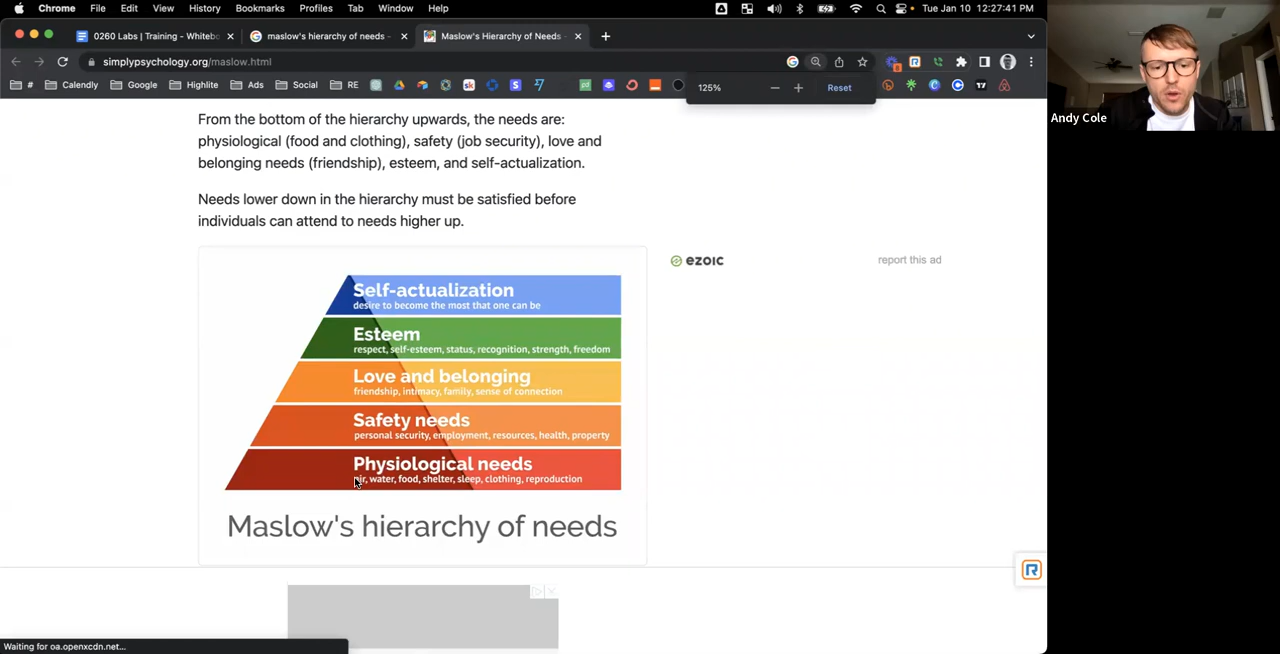 Chrome File Edit View History Bookmarks Profiles Tab Window Help Tue Jan 10 12:27:41 PM
0260 Labs | Training - Whitebo
maslow's hierarchy of needs -
Maslow's Hierarchy of Needs -
simplypsychology.org/maslow.html
# Calendly Google Highlite Ads Social RE
125% Reset
Andy Cole
From the bottom of the hierarchy upwards, the needs are:
physiological (food and clothing), safety (job security), love and
belonging needs (friendship), esteem, and self-actualization.
Needs lower down in the hierarchy must be satisfied before
individuals can attend to needs higher up.
ezoic report this ad
Self-actualization
desire to become the most that one can be
Esteem
respect, self-esteem, status, recognition, strength, freedom
Love and belonging
friendship, intimacy, family, sense of connection
Safety needs
personal security, employment, resources, health, property
Physiological needs
air, water, food, shelter, sleep, clothing, reproduction
Maslow's hierarchy of needs
Waiting for oa.openxcdn.net...